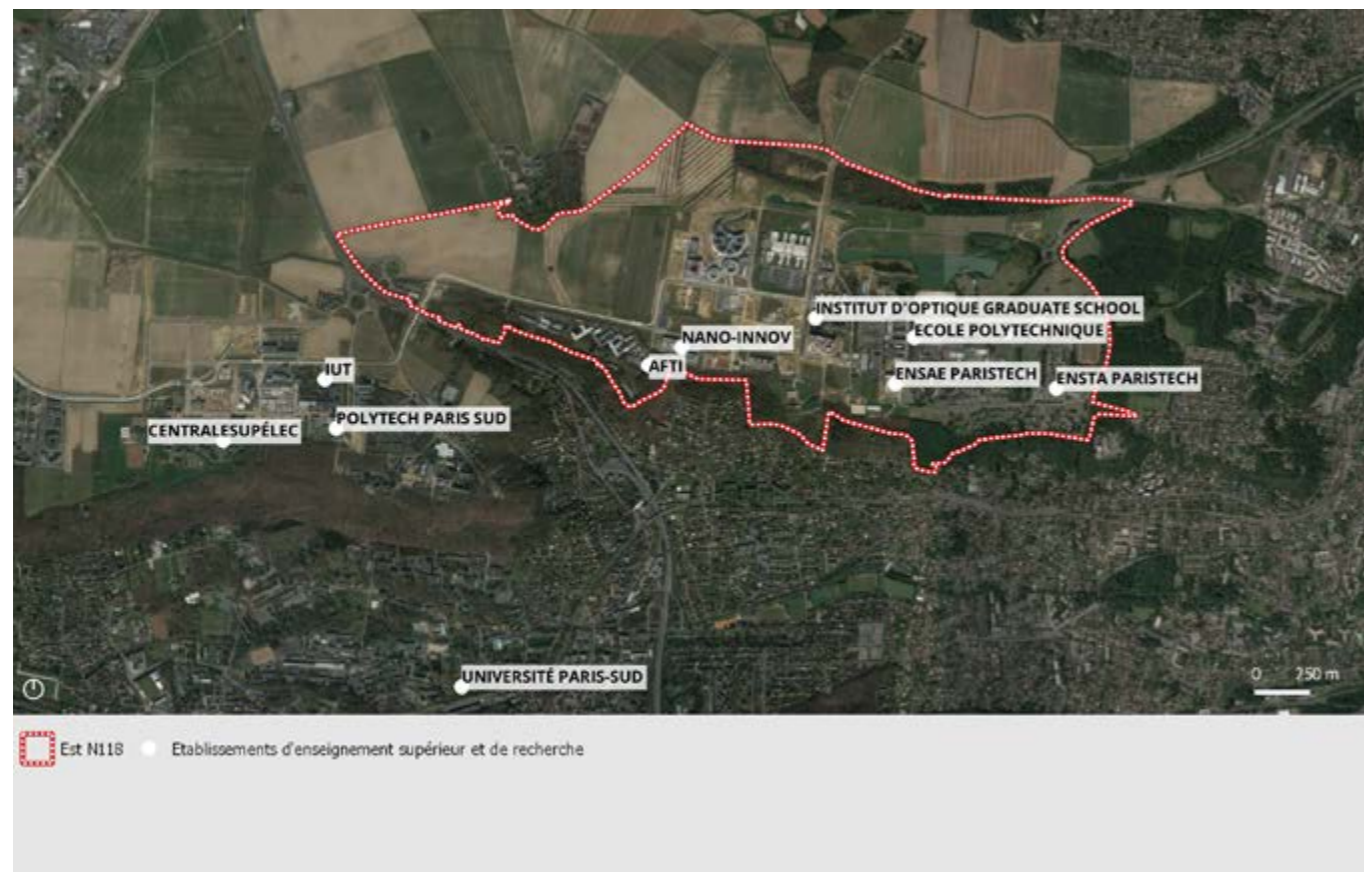 INSTITUT D'OPTIQUE GRADUATE SCHOOL
ECOLE POLYTECHNIQUE
NANO-INNOV
AFTI
IUT
ENSAE PARISTECH
ENSTA PARISTECH
POLYTECH PARIS SUD
CENTRALESUPÉLEC
UNIVERSITÉ PARIS-SUD
0 250 m
Est N118 Etablissements d'enseignement supérieur et de recherche